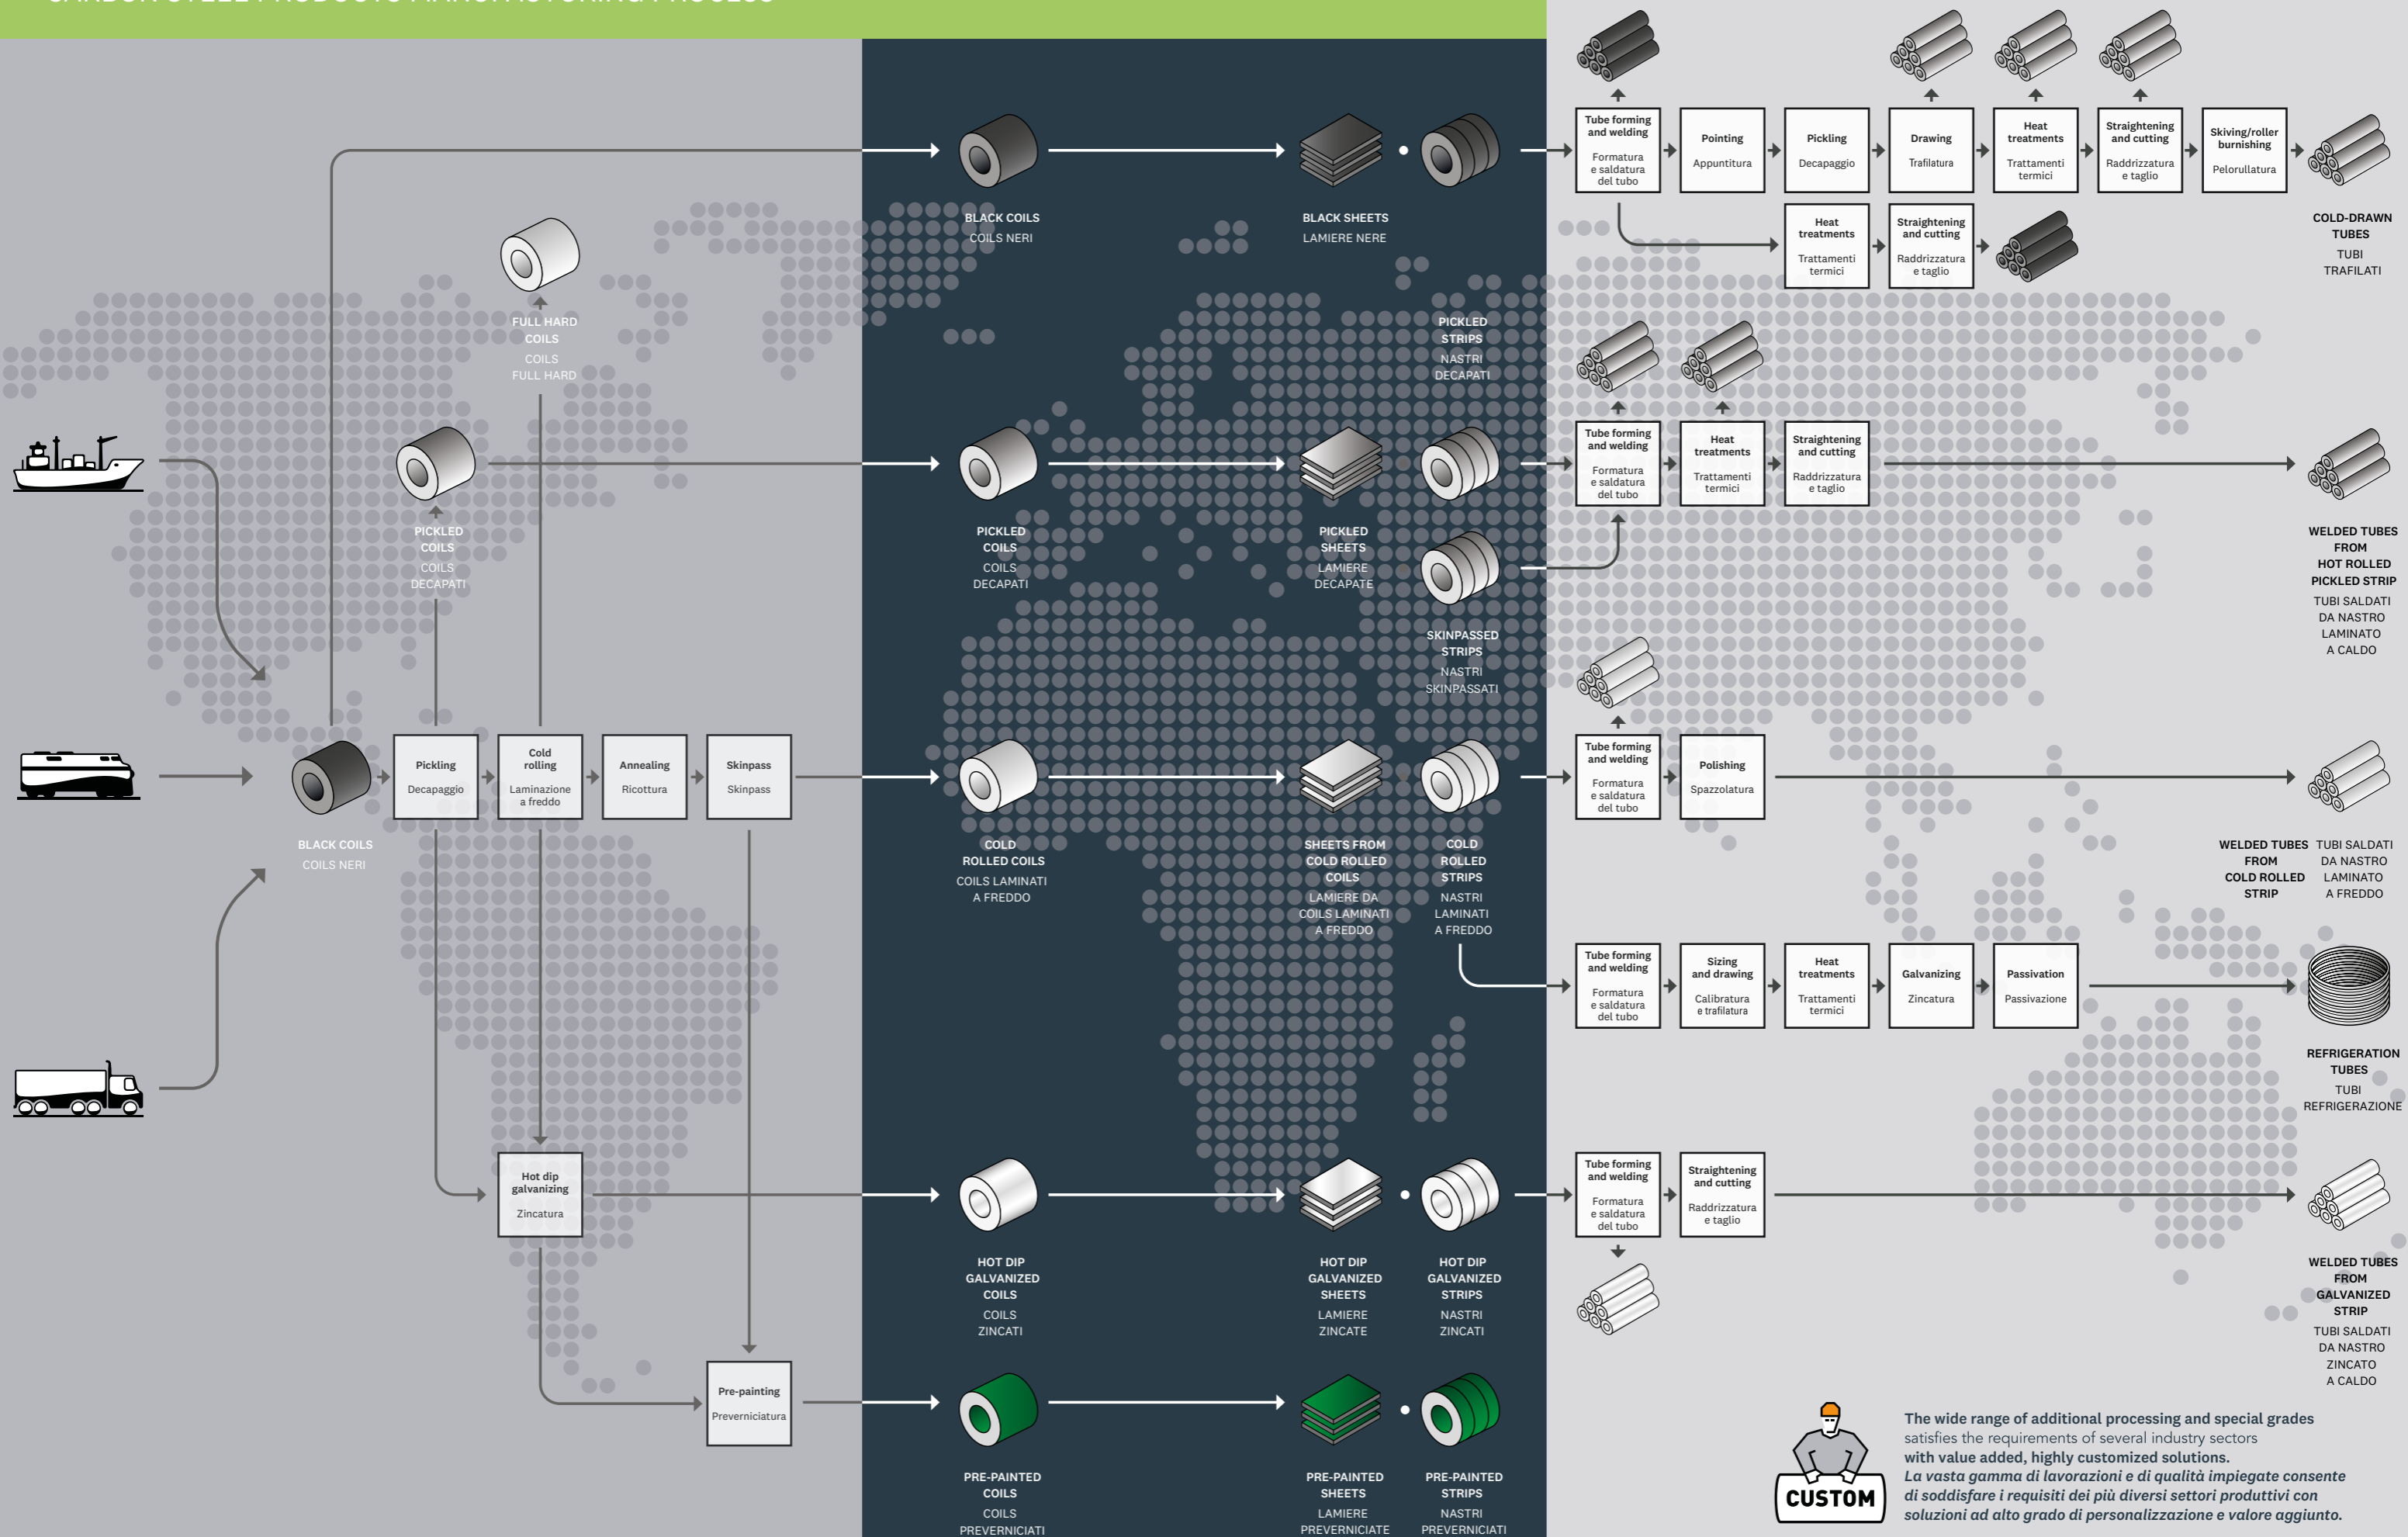 CARBON STEEL PRODUCTS MANUFACTURING PROCESS
Tube forming
and welding
Formatura
e saldatura
del tubo
Pointing
Appuntitura
Pickling
Decapaggio
Drawing
Trafilatura
Heat
treatments
Trattamenti
termici
Straightening
and cutting
Raddrizzatura
e taglio
Skiving/roller
burnishing
Pelorullatura
BLACK COILS
COILS NERI
BLACK SHEETS
LAMIERE NERE
Heat
treatments
Trattamenti
termici
Straightening
and cutting
Raddrizzatura
e taglio
COLD-DRAWN
TUBES
TUBI
TRAFILATI
FULL HARD
COILS
COILS
FULL HARD
PICKLED
STRIPS
NASTRI
DECAPATI
Tube forming
and welding
Formatura
e saldatura
del tubo
Heat
treatments
Trattamenti
termici
Straightening
and cutting
Raddrizzatura
e taglio
PICKLED
COILS
COILS
DECAPATI
PICKLED
COILS
COILS
DECAPATI
PICKLED
SHEETS
LAMIERE
DECAPATE
WELDED TUBES
FROM
HOT ROLLED
PICKLED STRIP
TUBI SALDATI
DA NASTRO
LAMINATO
A CALDO
SKINPASSED
STRIPS
NASTRI
SKINPASSATI
Pickling
Decapaggio
Cold
rolling
Laminazione
a freddo
Annealing
Ricottura
Skinpass
Skinpass
Tube forming
and welding
Formatura
e saldatura
del tubo
Polishing
Spazzolatura
BLACK COILS
COILS NERI
COLD
ROLLED COILS
COILS LAMINATI
A FREDDO
SHEETS FROM
COLD ROLLED
COILS
LAMIERE DA
COILS LAMINATI
A FREDDO
COLD
ROLLED
STRIPS
NASTRI
LAMINATI
A FREDDO
WELDED TUBES
FROM
COLD ROLLED
STRIP
TUBI SALDATI
DA NASTRO
LAMINATO
A FREDDO
Tube forming
and welding
Formatura
e saldatura
del tubo
Sizing
and drawing
Calibratura
e trafilatura
Heat
treatments
Trattamenti
termici
Galvanizing
Zincatura
Passivation
Passivazione
REFRIGERATION
TUBES
TUBI
REFRIGERAZIONE
Hot dip
galvanizing
Zincatura
Tube forming
and welding
Formatura
e saldatura
del tubo
Straightening
and cutting
Raddrizzatura
e taglio
HOT DIP
GALVANIZED
COILS
COILS
ZINCATI
HOT DIP
GALVANIZED
SHEETS
LAMIERE
ZINCATE
HOT DIP
GALVANIZED
STRIPS
NASTRI
ZINCATI
WELDED TUBES
FROM
GALVANIZED
STRIP
TUBI SALDATI
DA NASTRO
ZINCATO
A CALDO
Pre-painting
Preverniciatura
PRE-PAINTED
COILS
COILS
PREVERNICIATI
PRE-PAINTED
SHEETS
LAMIERE
PREVERNICIATE
PRE-PAINTED
STRIPS
NASTRI
PREVERNICIATI
CUSTOM
The wide range of additional processing and special grades
satisfies the requirements of several industry sectors
with value added, highly customized solutions.
La vasta gamma di lavorazioni e di qualità impiegate consente
di soddisfare i requisiti dei più diversi settori produttivi con
soluzioni ad alto grado di personalizzazione e valore aggiunto.